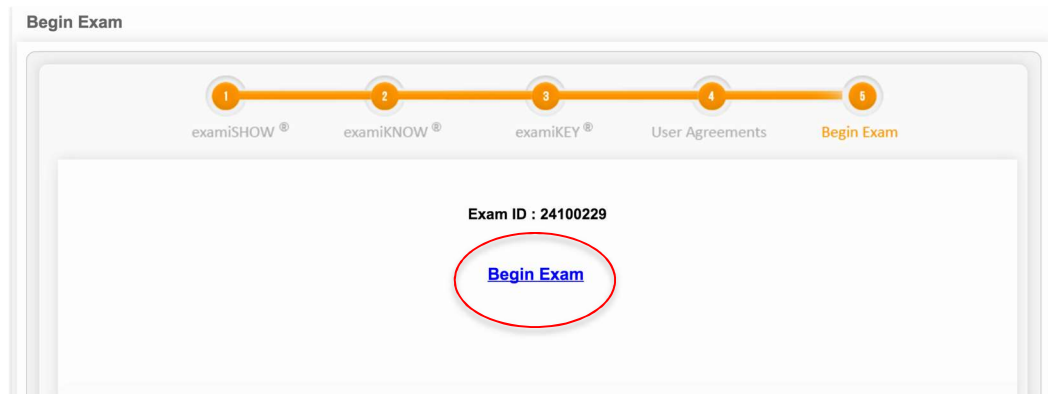 Begin Exam
1 2 3 4 5
examiSHOW ® examiKNOW ® examiKEY ® User Agreements Begin Exam
Exam ID : 24100229
Begin Exam